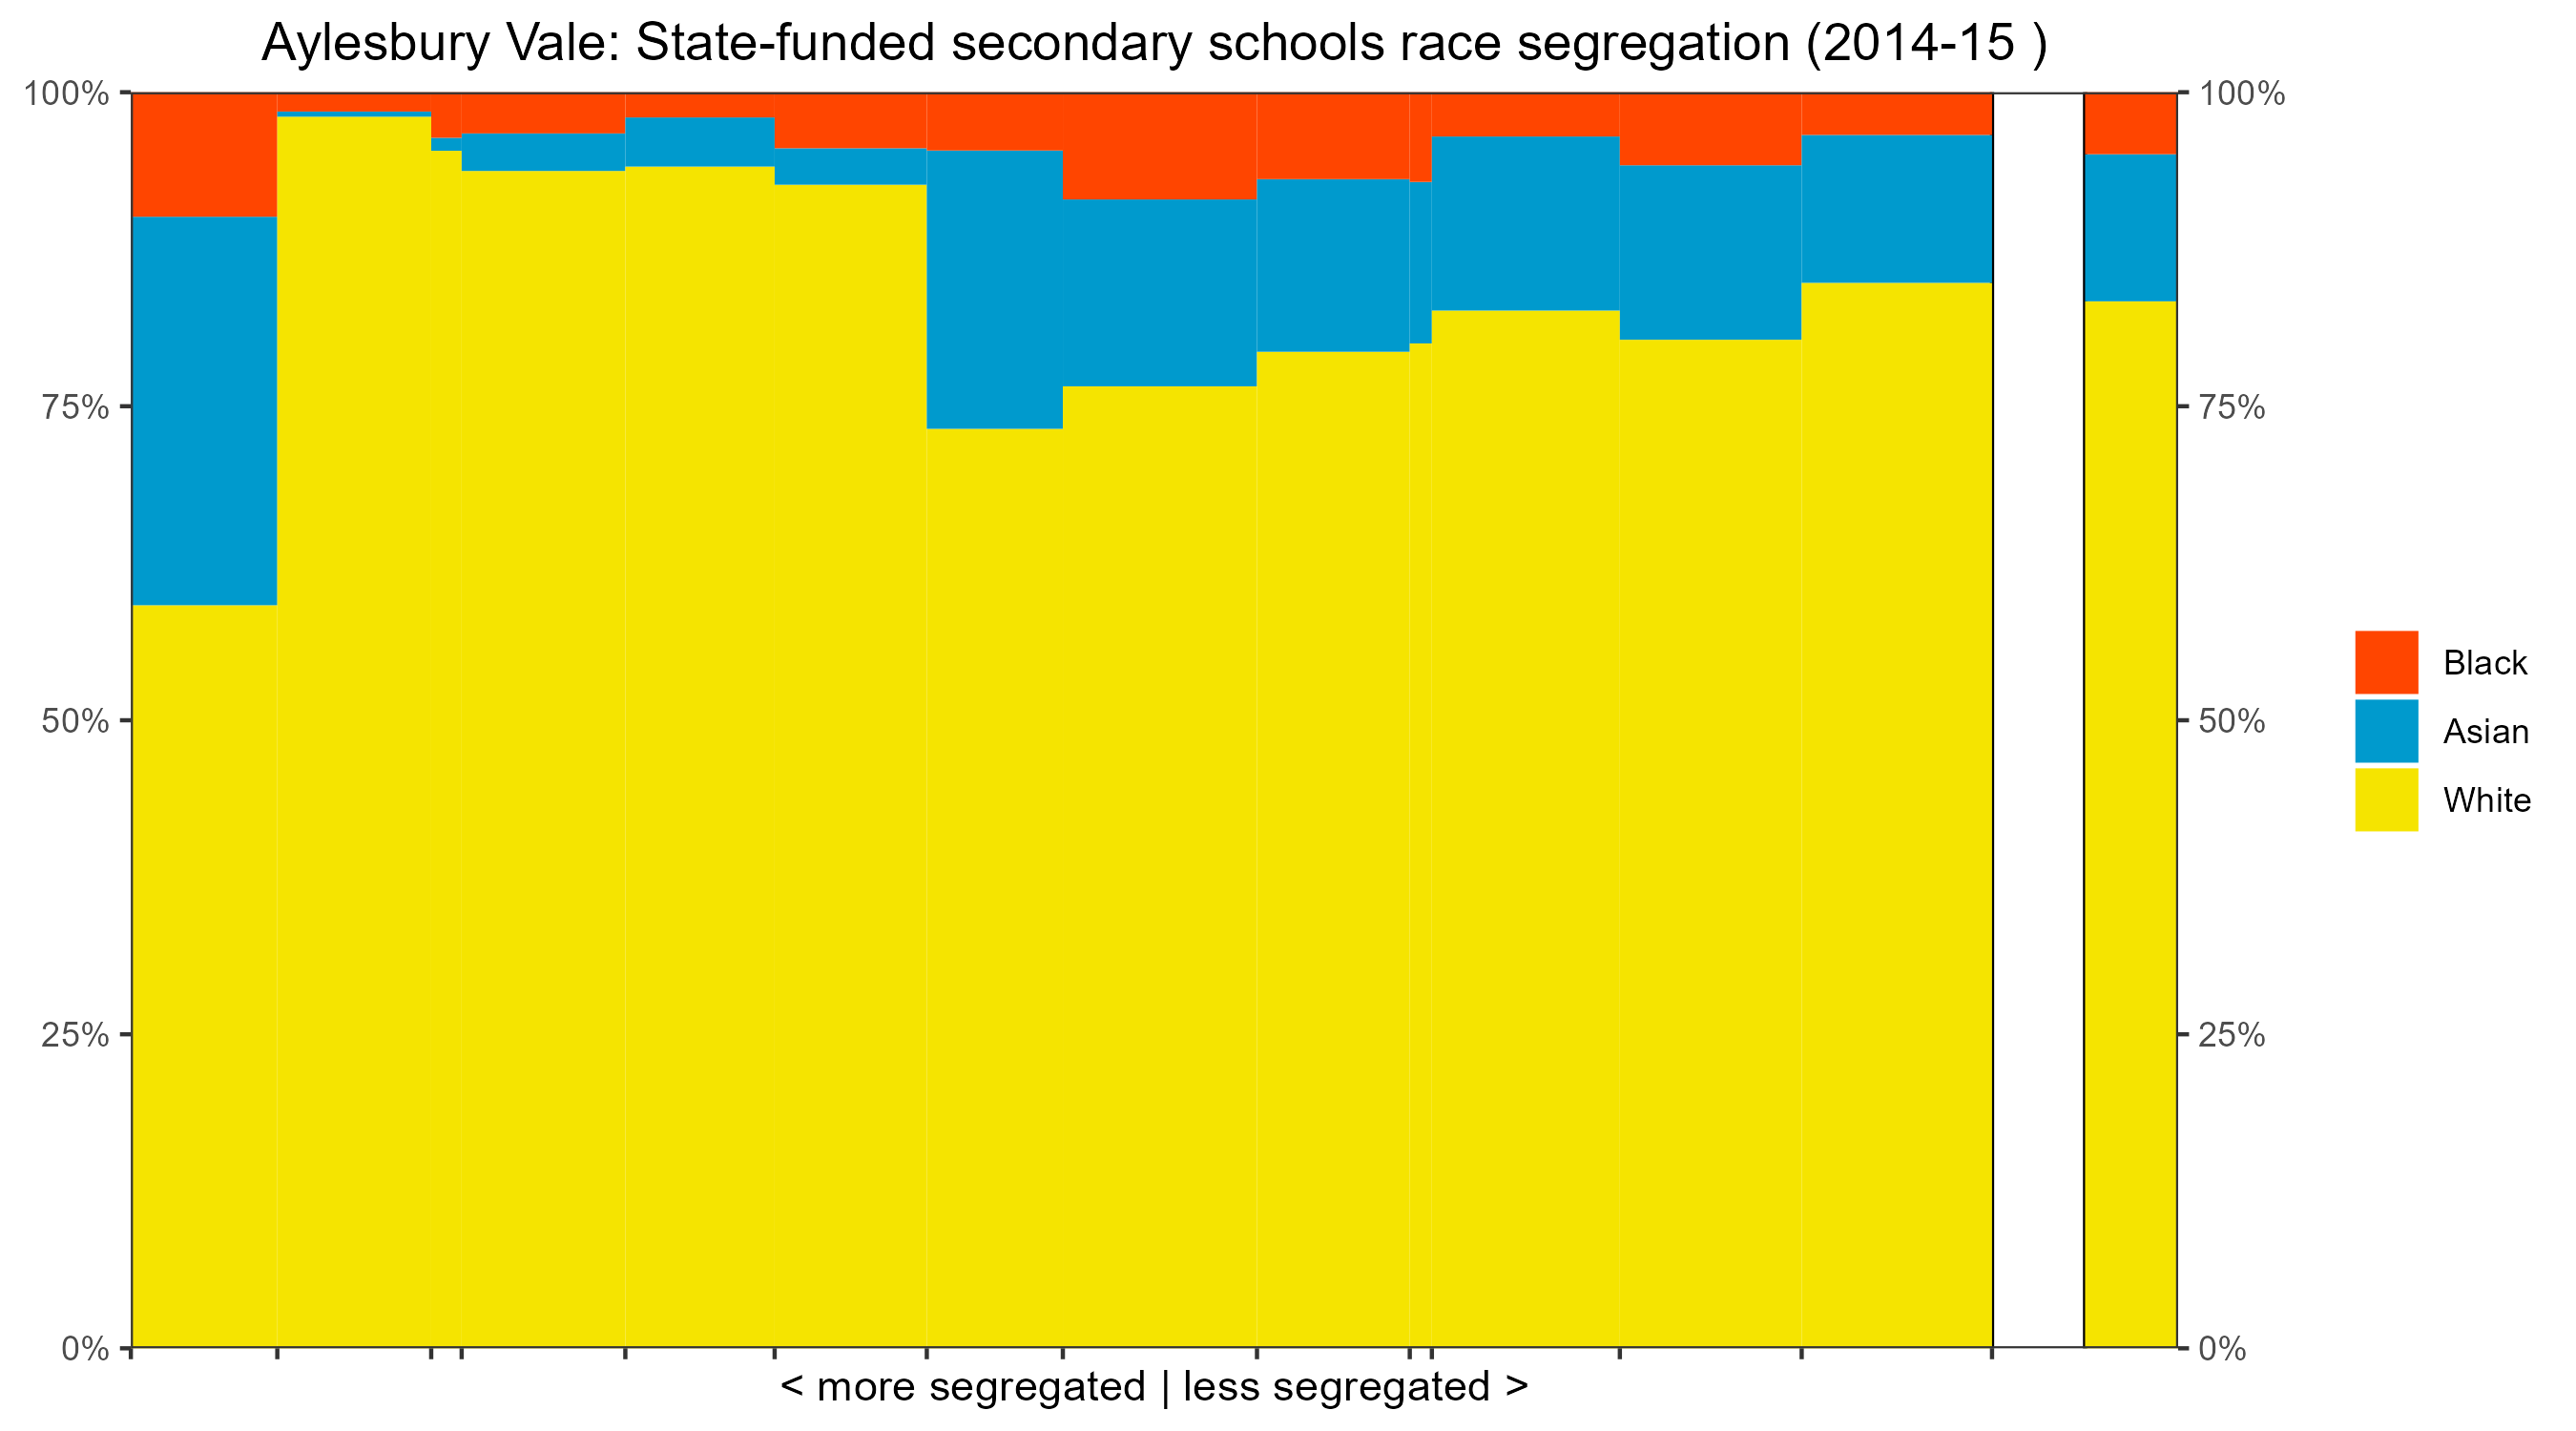 Aylesbury Vale: State-funded secondary schools race segregation (2014-15 )
100%
75%
50%
25%
0%
100%
75%
50%
25%
0%
Black
Asian
White
< more segregated | less segregated >